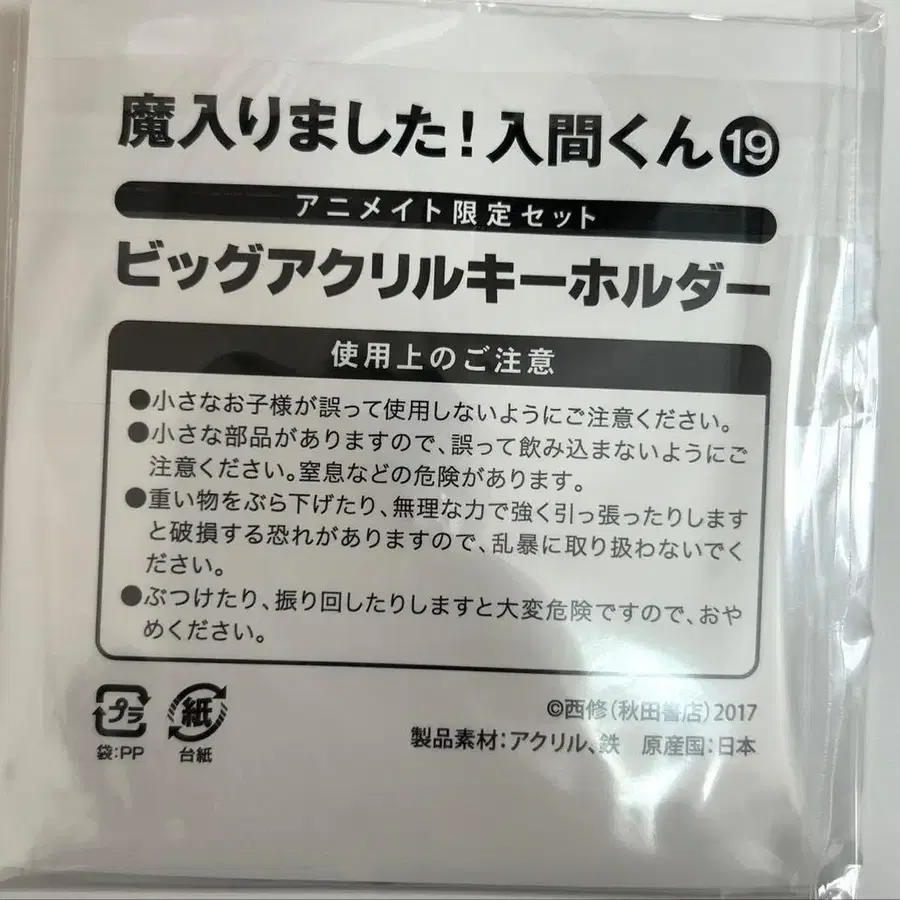 魔入りました!入間くん⑲
アニメイト限定セット
ビッグアクリルキーホルダー
使用上のご注意
●小さなお子様が誤って使用しないようにご注意ください。
●小さな部品がありますので、誤って飲み込まないようにご
注意ください。窒息などの危険があります。
●重い物をぶら下げたり、無理な力で強く引っ張ったりします
と破損する恐れがありますので、乱暴に取り扱わないでく
ださい。
●ぶつけたり、振り回したりしますと大変危険ですので、おや
めください。
プラ 紙
袋:PP 台紙
©西修(秋田書店)2017
製品素材:アクリル、鉄 原産国:日本